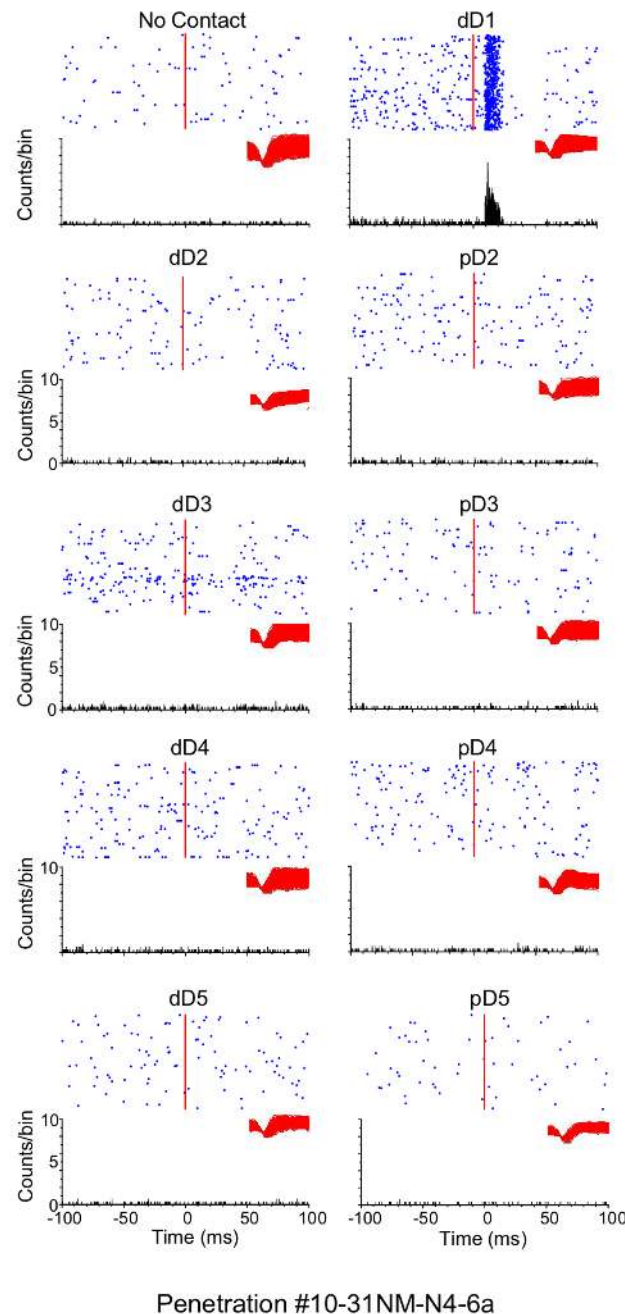 No Contact
dD1
Counts/bin
dD2
pD2
10
5
0
Counts/bin
dD3
pD3
10
5
0
Counts/bin
dD4
pD4
10
5
0
Counts/bin
dD5
pD5
10
5
0
Counts/bin
-100 -50 0 50 100
-100 -50 0 50 100
Time (ms)
Time (ms)
Penetration #10-31NM-N4-6a